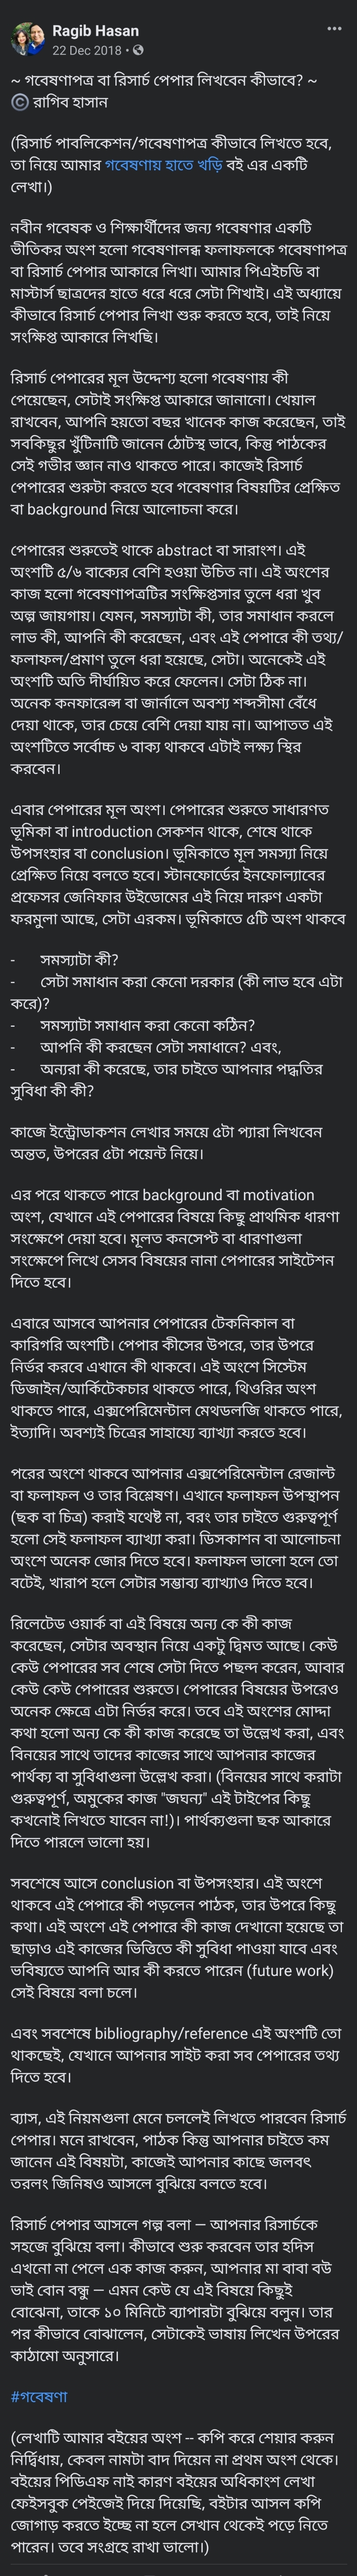 Ragib Hasan
22 Dec 2018 •
~ গবেষণাপত্র বা রিসার্চ পেপার লিখবেন কীভাবে? ~
© রাগিব হাসান
(রিসার্চ পাবলিকেশন/গবেষণাপত্র কীভাবে লিখতে হবে,
তা নিয়ে আমার গবেষণায় হাতে খড়ি বই এর একটি
লেখা।)
নবীন গবেষক ও শিক্ষার্থীদের জন্য গবেষণার একটি
ভীতিকর অংশ হলো গবেষণালব্ধ ফলাফলকে গবেষণাপত্র
বা রিসার্চ পেপার আকারে লিখা। আমার পিএইচডি বা
মাস্টার্স ছাত্রদের হাতে ধরে ধরে সেটা শিখাই। এই অধ্যায়ে
কীভাবে রিসার্চ পেপার লিখা শুরু করতে হবে, তাই নিয়ে
সংক্ষিপ্ত আকারে লিখছি।
রিসার্চ পেপারের মূল উদ্দেশ্য হলো গবেষণায় কী
পেয়েছেন, সেটাই সংক্ষিপ্ত আকারে জানানো। খেয়াল
রাখবেন, আপনি হয়তো বছর খানেক কাজ করেছেন, তাই
সবকিছুর খুঁটিনাটি জানেন ঠোটস্থ ভাবে, কিন্তু পাঠকের
সেই গভীর জ্ঞান নাও থাকতে পারে। কাজেই রিসার্চ
পেপারের শুরুটা করতে হবে গবেষণার বিষয়টির প্রেক্ষিত
বা background নিয়ে আলোচনা করে।
পেপারের শুরুতেই থাকে abstract বা সারাংশ। এই
অংশটি ৫/৬ বাক্যের বেশি হওয়া উচিত না। এই অংশের
কাজ হলো গবেষণাপত্রটির সংক্ষিপ্তসার তুলে ধরা খুব
অল্প জায়গায়। যেমন, সমস্যাটা কী, তার সমাধান করলে
লাভ কী, আপনি কী করেছেন, এবং এই পেপারে কী তথ্য/
ফলাফল/প্রমাণ তুলে ধরা হয়েছে, সেটা। অনেকেই এই
অংশটি অতি দীর্ঘায়িত করে ফেলেন। সেটা ঠিক না।
অনেক কনফারেন্স বা জার্নালে অবশ্য শব্দসীমা বেঁধে
দেয়া থাকে, তার চেয়ে বেশি দেয়া যায় না। আপাতত এই
অংশটিতে সর্বোচ্চ ৬ বাক্য থাকবে এটাই লক্ষ্য স্থির
করবেন।
এবার পেপারের মূল অংশ। পেপারের শুরুতে সাধারণত
ভূমিকা বা introduction সেকশন থাকে, শেষে থাকে
উপসংহার বা conclusion। ভূমিকাতে মূল সমস্যা নিয়ে
প্রেক্ষিত নিয়ে বলতে হবে। স্টানফোর্ডের ইনফোল্যাবের
প্রফেসর জেনিফার উইডোমের এই নিয়ে দারুণ একটা
ফরমুলা আছে, সেটা এরকম। ভূমিকাতে ৫টি অংশ থাকবে
- সমস্যাটা কী?
- সেটা সমাধান করা কেনো দরকার (কী লাভ হবে এটা
করে)?
- সমস্যাটা সমাধান করা কেনো কঠিন?
- আপনি কী করছেন সেটা সমাধানে? এবং,
- অন্যরা কী করেছে, তার চাইতে আপনার পদ্ধতির
সুবিধা কী কী?
কাজে ইন্ট্রোডাকশন লেখার সময়ে ৫টা প্যারা লিখবেন
অন্তত, উপরের ৫টা পয়েন্ট নিয়ে।
এর পরে থাকতে পারে background বা motivation
অংশ, যেখানে এই পেপারের বিষয়ে কিছু প্রাথমিক ধারণা
সংক্ষেপে দেয়া হবে। মূলত কনসেপ্ট বা ধারণাগুলা
সংক্ষেপে লিখে সেসব বিষয়ের নানা পেপারের সাইটেশন
দিতে হবে।
এবারে আসবে আপনার পেপারের টেকনিকাল বা
কারিগরি অংশটি। পেপার কীসের উপরে, তার উপরে
নির্ভর করবে এখানে কী থাকবে। এই অংশে সিস্টেম
ডিজাইন/আর্কিটেকচার থাকতে পারে, থিওরির অংশ
থাকতে পারে, এক্সপেরিমেন্টাল মেথডলজি থাকতে পারে,
ইত্যাদি। অবশ্যই চিত্রের সাহায্যে ব্যাখ্যা করতে হবে।
পরের অংশে থাকবে আপনার এক্সপেরিমেন্টাল রেজাল্ট
বা ফলাফল ও তার বিশ্লেষণ। এখানে ফলাফল উপস্থাপন
(ছক বা চিত্র) করাই যথেষ্ট না, বরং তার চাইতে গুরুত্বপূর্ণ
হলো সেই ফলাফল ব্যাখ্যা করা। ডিসকাশন বা আলোচনা
অংশে অনেক জোর দিতে হবে। ফলাফল ভালো হলে তো
বটেই, খারাপ হলে সেটার সম্ভাব্য ব্যাখ্যাও দিতে হবে।
রিলেটেড ওয়ার্ক বা এই বিষয়ে অন্য কে কী কাজ
করেছেন, সেটার অবস্থান নিয়ে একটু দ্বিমত আছে। কেউ
কেউ পেপারের সব শেষে সেটা দিতে পছন্দ করেন, আবার
কেউ কেউ পেপারের শুরুতে। পেপারের বিষয়ের উপরেও
অনেক ক্ষেত্রে এটা নির্ভর করে। তবে এই অংশের মোদ্দা
কথা হলো অন্য কে কী কাজ করেছে তা উল্লেখ করা, এবং
বিনয়ের সাথে তাদের কাজের সাথে আপনার কাজের
পার্থক্য বা সুবিধাগুলা উল্লেখ করা। (বিনয়ের সাথে করাটা
গুরুত্বপূর্ণ, অমুকের কাজ "জঘন্য" এই টাইপের কিছু
কখনোই লিখতে যাবেন না!)। পার্থক্যগুলা ছক আকারে
দিতে পারলে ভালো হয়।
সবশেষে আসে conclusion বা উপসংহার। এই অংশে
থাকবে এই পেপারে কী পড়লেন পাঠক, তার উপরে কিছু
কথা। এই অংশে এই পেপারে কী কাজ দেখানো হয়েছে তা
ছাড়াও এই কাজের ভিত্তিতে কী সুবিধা পাওয়া যাবে এবং
ভবিষ্যতে আপনি আর কী করতে পারেন (future work)
সেই বিষয়ে বলা চলে।
এবং সবশেষে bibliography/reference এই অংশটি তো
থাকছেই, যেখানে আপনার সাইট করা সব পেপারের তথ্য
দিতে হবে।
ব্যাস, এই নিয়মগুলা মেনে চললেই লিখতে পারবেন রিসার্চ
পেপার। মনে রাখবেন, পাঠক কিন্তু আপনার চাইতে কম
জানেন এই বিষয়টা, কাজেই আপনার কাছে জলবৎ
তরলং জিনিষও আসলে বুঝিয়ে বলতে হবে।
রিসার্চ পেপার আসলে গল্প বলা — আপনার রিসার্চকে
সহজে বুঝিয়ে বলা। কীভাবে শুরু করবেন তার হদিস
এখনো না পেলে এক কাজ করুন, আপনার মা বাবা বউ
ভাই বোন বন্ধু — এমন কেউ যে এই বিষয়ে কিছুই
বোঝেনা, তাকে ১০ মিনিটে ব্যাপারটা বুঝিয়ে বলুন। তার
পর কীভাবে বোঝালেন, সেটাকেই ভাষায় লিখেন উপরের
কাঠামো অনুসারে।
#গবেষণা
(লেখাটি আমার বইয়ের অংশ -- কপি করে শেয়ার করুন
নির্দ্বিধায়, কেবল নামটা বাদ দিয়েন না প্রথম অংশ থেকে।
বইয়ের পিডিএফ নাই কারণ বইয়ের অধিকাংশ লেখা
ফেইসবুক পেইজেই দিয়ে দিয়েছি, বইটার আসল কপি
জোগাড় করতে ইচ্ছে না হলে সেখান থেকেই পড়ে নিতে
পারেন। তবে সংগ্রহে রাখা ভালো।)